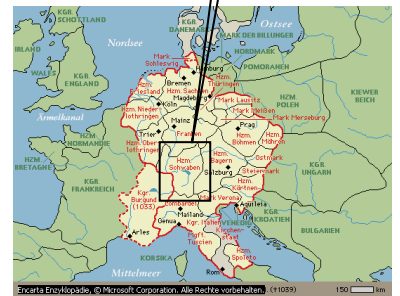 KGR. SCHOTTLAND
Nordsee
Ostsee
KGR. DÄNEMARK
MARK DER BILLUNGER
IRLAND
Mark Schleswig
NORDMARK
Hamburg
POMORANEN
WALES
KGR. ENGLAND
Bremen
Hzm. Thüringen
Hzm. Friesland
Hzm. Sachsen
Magdeburg
Mark Lausitz
HZM. POLEN
KIEWER REICH
Köln
Mark Meißen
Hzm. Nieder lothringen
Mark Merseburg
Ärmelkanal
Mainz
Prag
Trier
Franken
HZM. NORMANDIE
Hzm. Ober lothringen
Hzm. Böhmen
Hzm. Mähren
HZM. BRETAGNE
Hzm. Schwaben
Hzm. Bayern
Ostmark
Salzburg
Steiermark
KGR. FRANKREICH
Hzm. Kärnten
KGR. UNGARN
Kgr. Burgund (1033)
Lombardei
Mark Verona
Aquileia
Mailand
VENEDIG
KGR. KROATIEN
Genua
Kgr. Italien
Kirchenstaat
BULGARIEN
Arles
Mgft. Tuscien
KORSIKA
Hzm. Spoleto
Mittelmeer
Rom
Encarta Enzyklopädie, © Microsoft Corporation. Alle Rechte vorbehalten. (†1039)
150 km